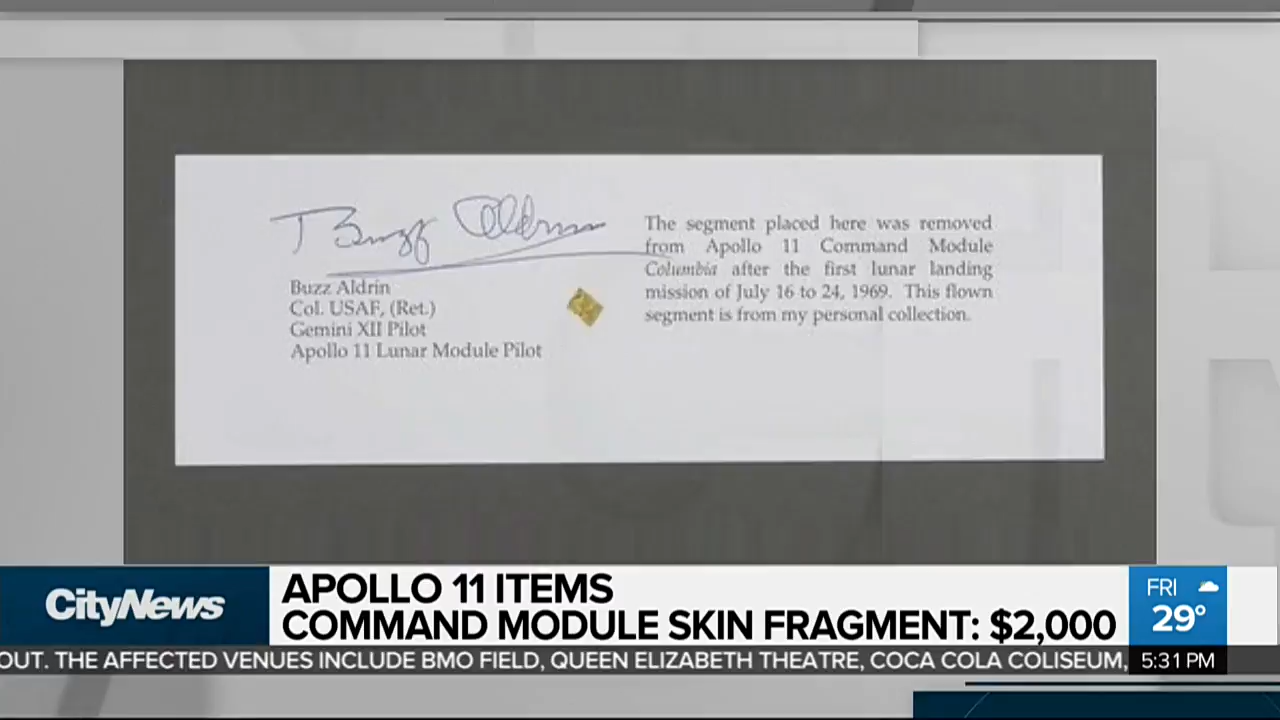 Buzz Aldrin
Buzz Aldrin
Col. USAF, (Ret.)
Gemini XII Pilot
Apollo 11 Lunar Module Pilot
The segment placed here was removed
from Apollo 11 Command Module
Columbia after the first lunar landing
mission of July 16 to 24, 1969. This flown
segment is from my personal collection.
CityNews
APOLLO 11 ITEMS
COMMAND MODULE SKIN FRAGMENT: $2,000
FRI
29°
OUT. THE AFFECTED VENUES INCLUDE BMO FIELD, QUEEN ELIZABETH THEATRE, COCA COLA COLISEUM,
5:31 PM